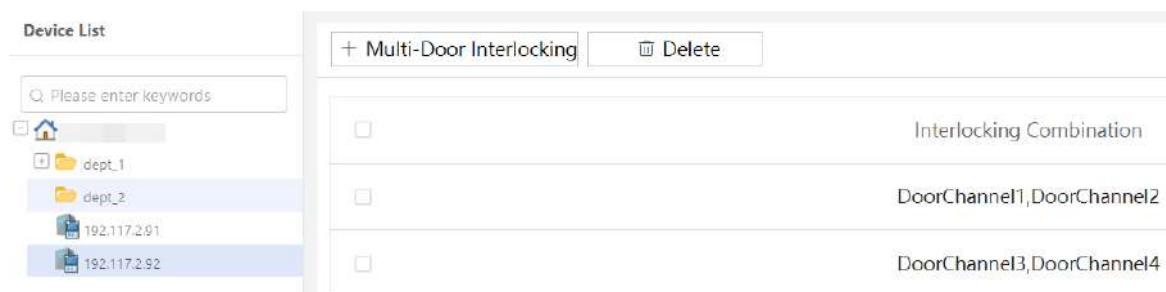 Device List
Please enter keywords
dept_1
dept_2
192.117.2.91
192.117.2.92
+ Multi-Door Interlocking
Delete
Interlocking Combination
DoorChannel1,DoorChannel2
DoorChannel3,DoorChannel4